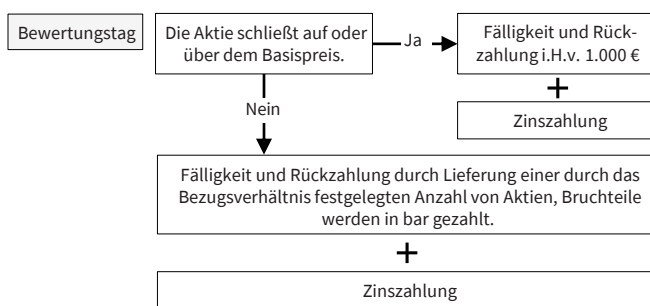 Bewertungstag
Die Aktie schließt auf oder
über dem Basispreis.
Ja
Fälligkeit und Rück-
zahlung i.H.v. 1.000 €
+
Zinszahlung
Nein
Fälligkeit und Rückzahlung durch Lieferung einer durch das
Bezugsverhältnis festgelegten Anzahl von Aktien, Bruchteile
werden in bar gezahlt.
+
Zinszahlung